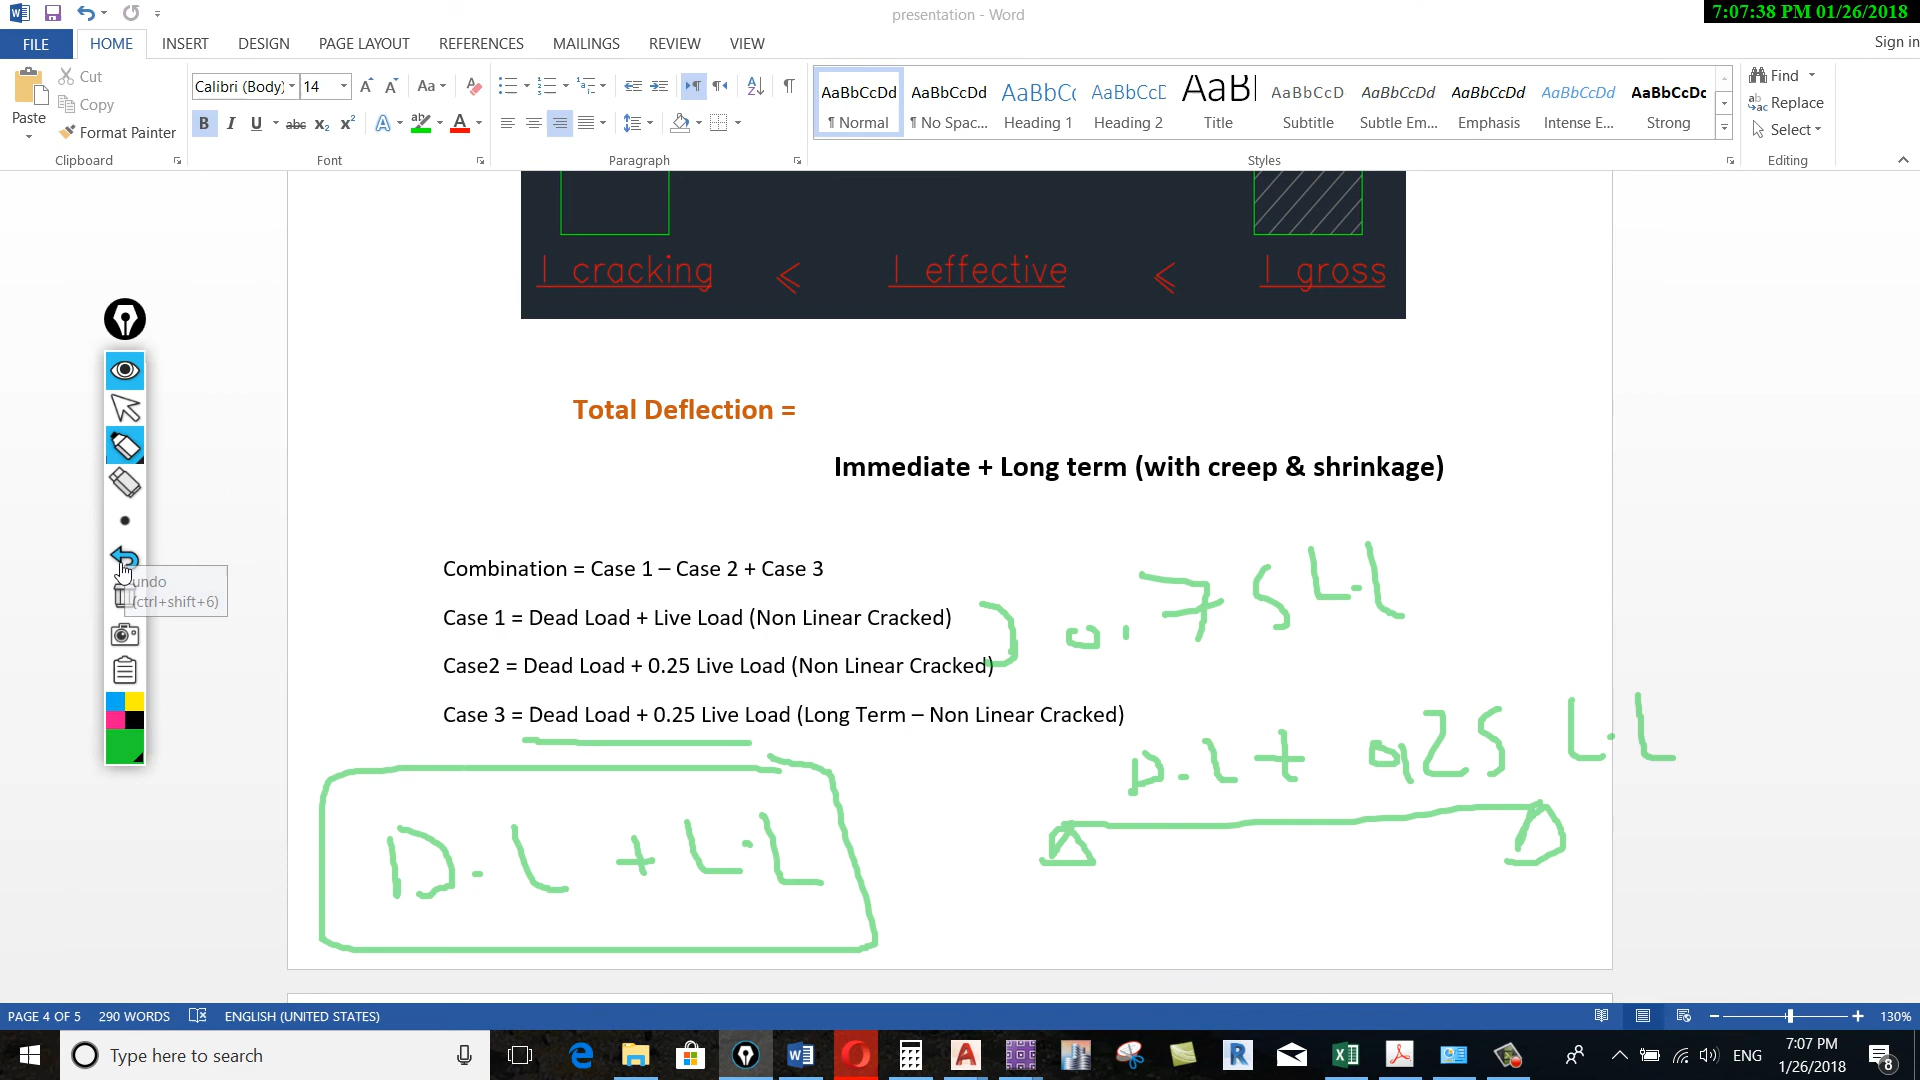 presentation - Word
7:07:38 PM 01/26/2018
FILE HOME INSERT DESIGN PAGE LAYOUT REFERENCES MAILINGS REVIEW VIEW
Sign in
Paste
Cut
Copy
Format Painter
Clipboard
Calibri (Body)
14
Font
Paragraph
AaBbCcDd AaBbCcDd AaBbCc AaBbCcD AaBl AaBbCcD AaBbCcDd AaBbCcDd AaBbCcDd AaBbCcDc
¶ Normal ¶ No Spac... Heading 1 Heading 2 Title Subtitle Subtle Em... Emphasis Intense E... Strong
Styles
Find
Replace
Select
Editing
I cracking < I effective < I gross
Total Deflection =
Immediate + Long term (with creep & shrinkage)
Combination = Case 1 – Case 2 + Case 3
Case 1 = Dead Load + Live Load (Non Linear Cracked)
Case2 = Dead Load + 0.25 Live Load (Non Linear Cracked)
Case 3 = Dead Load + 0.25 Live Load (Long Term – Non Linear Cracked)
0.75 L.L
D.L + 0,25 L.L
D.L + L.L
undo
(ctrl+shift+6)
PAGE 4 OF 5 290 WORDS ENGLISH (UNITED STATES)
130%
Type here to search
ENG
7:07 PM
1/26/2018
8